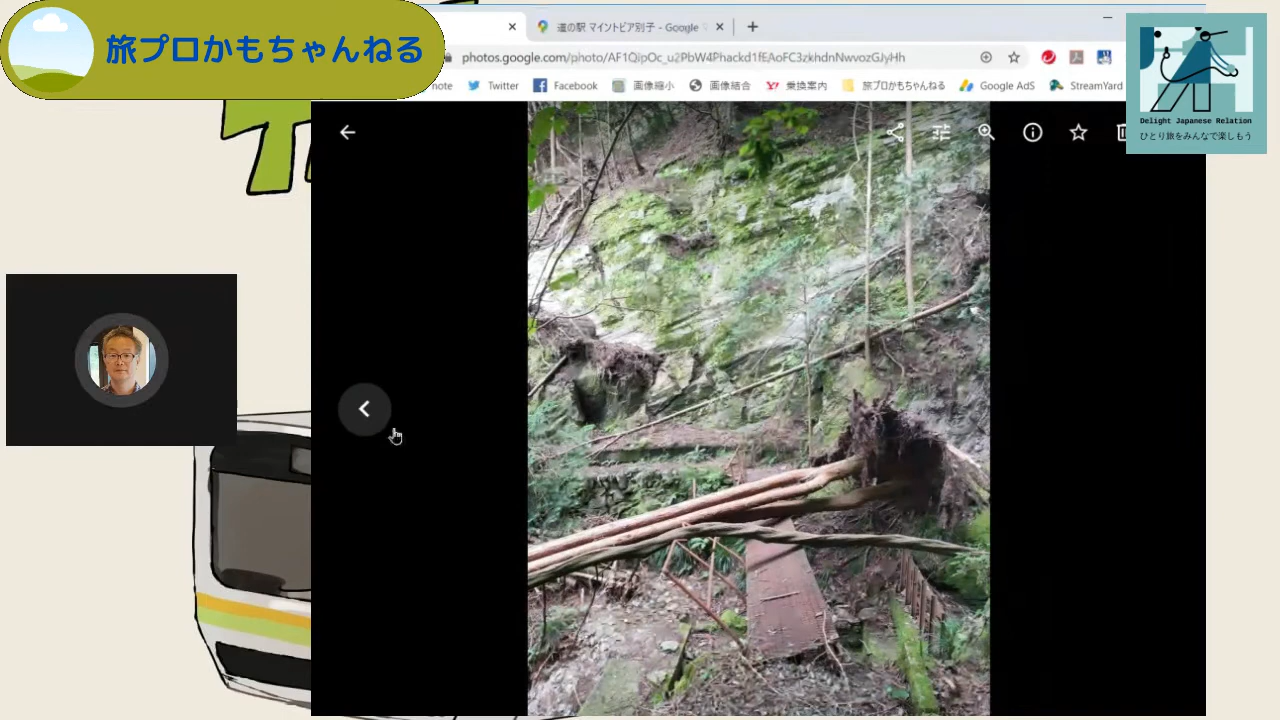 旅プロかもちゃんねる
道の駅 マイントピア別子 - Google
photos.google.com/photo/AF1QipOc_u2PbW4Phackd1fEAoFC3zkhdnNwvozGJyHh
note
Twitter
Facebook
画像縮小
画像結合
乗換案内
旅プロかもちゃんねる
Google AdS
StreamYard
Delight Japanese Relation
ひとり旅をみんなで楽しもう